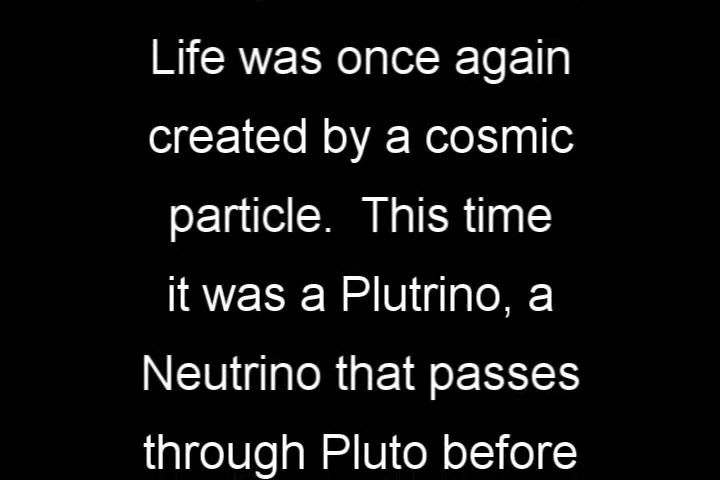 Life was once again
created by a cosmic
particle.  This time
it was a Plutrino, a
Neutrino that passes
through Pluto before